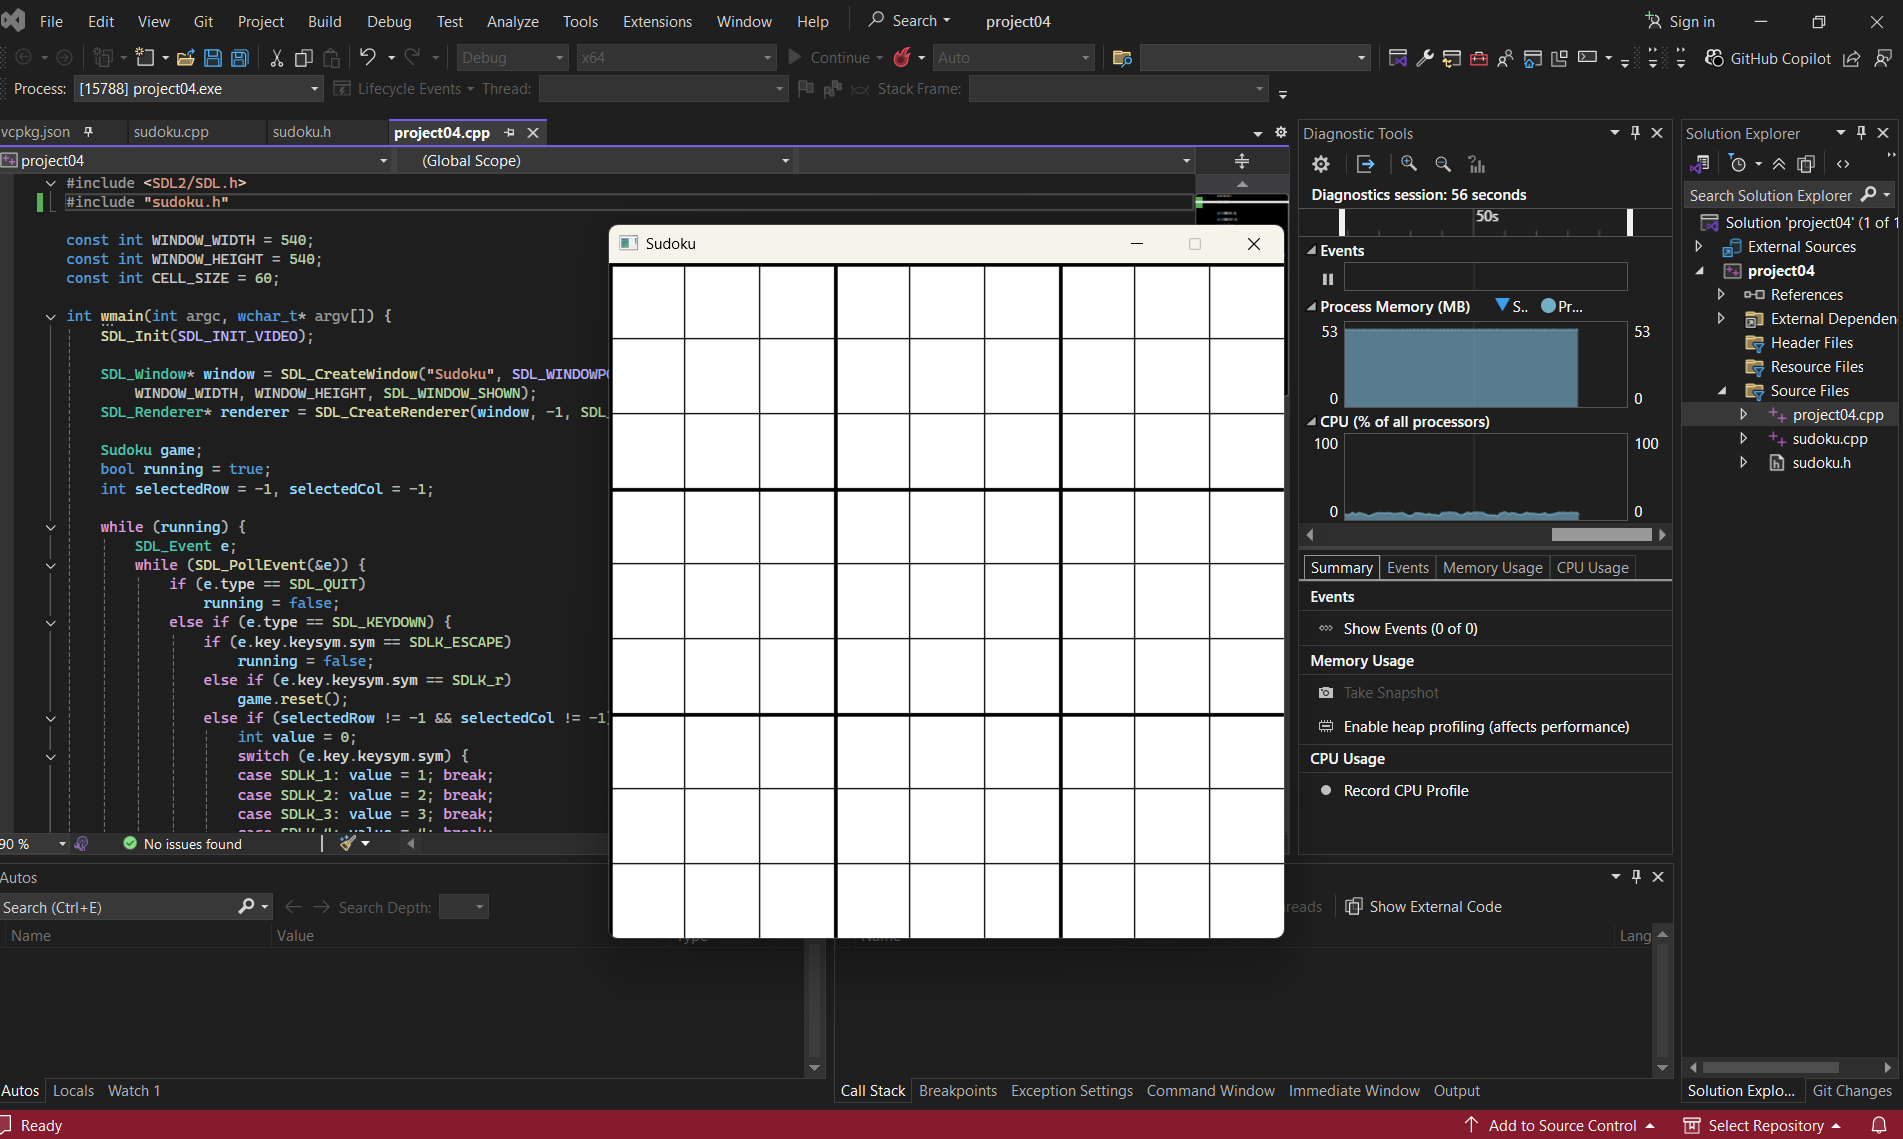 File Edit View Git Project Build Debug Test Analyze Tools Extensions Window Help Search project04 Sign in
Debug x64 Continue Auto GitHub Copilot
Process: [15788] project04.exe Lifecycle Events Thread: Stack Frame:
vcpkg.json sudoku.cpp sudoku.h project04.cpp
project04 (Global Scope)
#include <SDL2/SDL.h>
#include "sudoku.h"
const int WINDOW_WIDTH = 540;
const int WINDOW_HEIGHT = 540;
const int CELL_SIZE = 60;
int wmain(int argc, wchar_t* argv[]) {
SDL_Init(SDL_INIT_VIDEO);
SDL_Window* window = SDL_CreateWindow("Sudoku", SDL_WINDOWPO
WINDOW_WIDTH, WINDOW_HEIGHT, SDL_WINDOW_SHOWN);
SDL_Renderer* renderer = SDL_CreateRenderer(window, -1, SDL_
Sudoku game;
bool running = true;
int selectedRow = -1, selectedCol = -1;
while (running) {
SDL_Event e;
while (SDL_PollEvent(&e)) {
if (e.type == SDL_QUIT)
running = false;
else if (e.type == SDL_KEYDOWN) {
if (e.key.keysym.sym == SDLK_ESCAPE)
running = false;
else if (e.key.keysym.sym == SDLK_r)
game.reset();
else if (selectedRow != -1 && selectedCol != -1)
int value = 0;
switch (e.key.keysym.sym) {
case SDLK_1: value = 1; break;
case SDLK_2: value = 2; break;
case SDLK_3: value = 3; break;
case SDLK_4: value = 4; break;
90 % No issues found
Sudoku
Diagnostic Tools
Diagnostics session: 56 seconds
50s
Events
Process Memory (MB) S.. Pr...
53 53
0 0
CPU (% of all processors)
100 100
0 0
Summary Events Memory Usage CPU Usage
Events
Show Events (0 of 0)
Memory Usage
Take Snapshot
Enable heap profiling (affects performance)
CPU Usage
Record CPU Profile
Solution Explorer
Search Solution Explorer
Solution 'project04' (1 of 1
External Sources
project04
References
External Dependen
Header Files
Resource Files
Source Files
project04.cpp
sudoku.cpp
sudoku.h
Autos
Search (Ctrl+E) Search Depth:
Name Value Type
reads Show External Code
Name Lang
Autos Locals Watch 1
Call Stack Breakpoints Exception Settings Command Window Immediate Window Output
Solution Explo... Git Changes
Ready Add to Source Control Select Repository